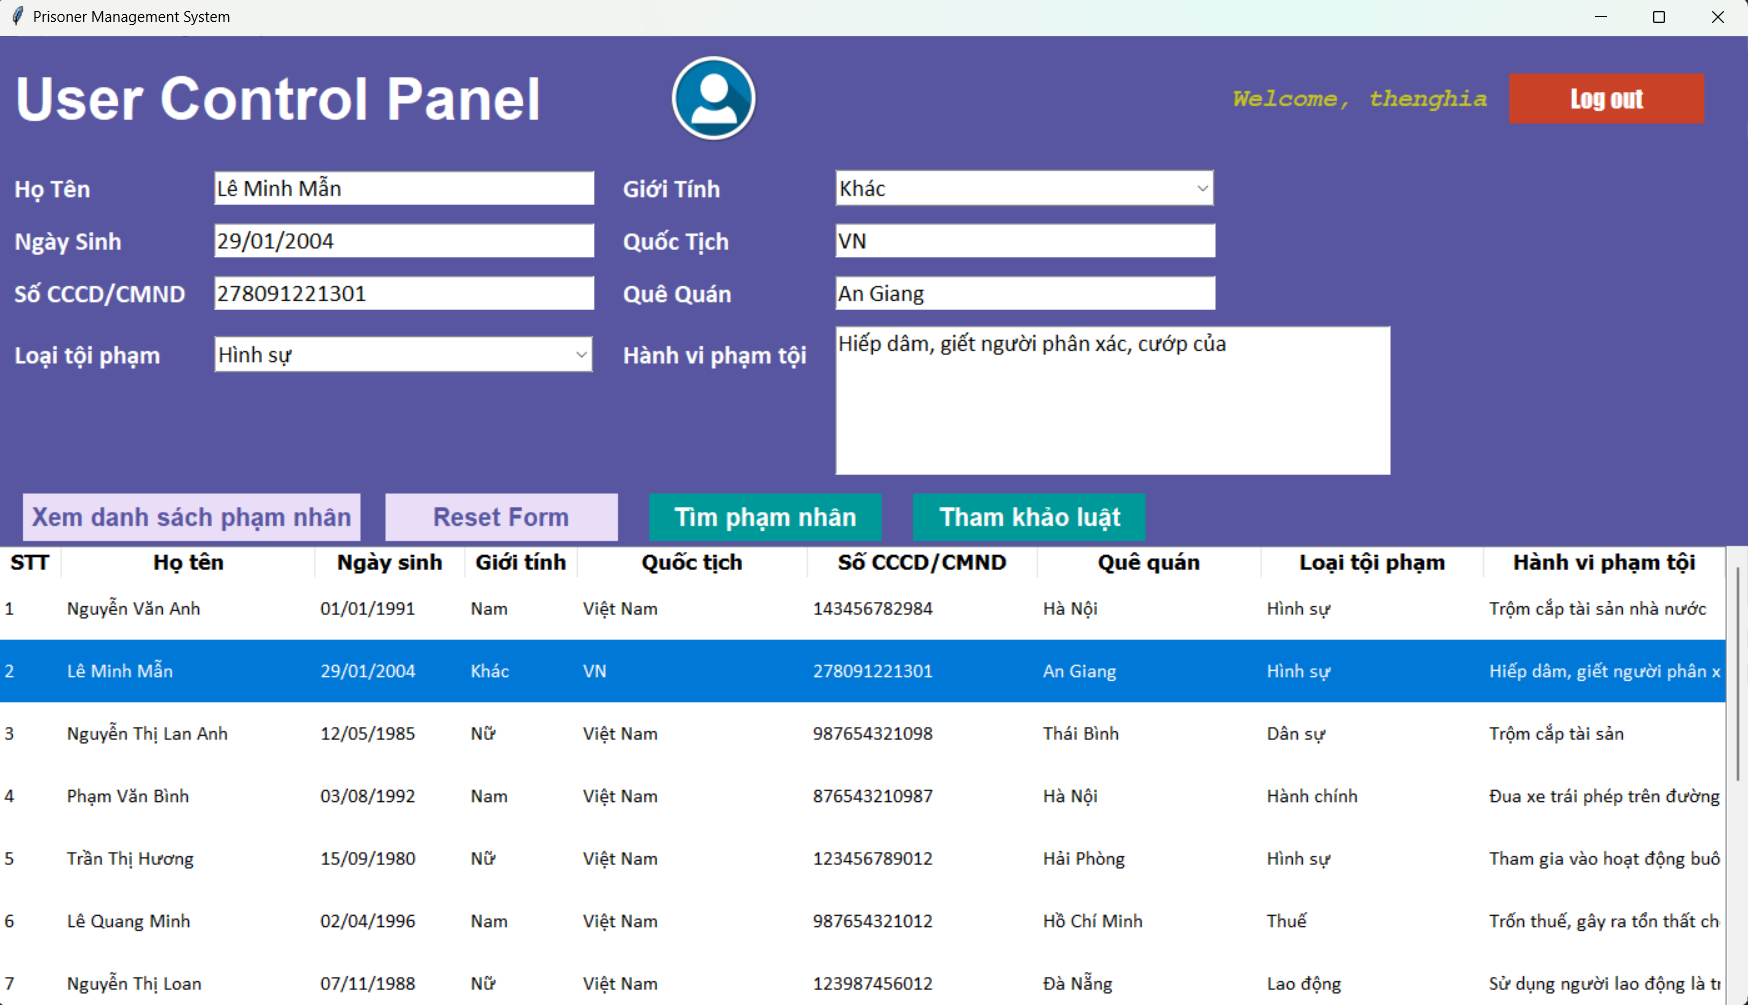 Prisoner Management System
User Control Panel
Welcome, thenghia
Log out
Họ Tên Lê Minh Mẫn Giới Tính Khác
Ngày Sinh 29/01/2004 Quốc Tịch VN
Số CCCD/CMND 278091221301 Quê Quán An Giang
Loại tội phạm Hình sự Hành vi phạm tội Hiếp dâm, giết người phân xác, cướp của
Xem danh sách phạm nhân Reset Form Tìm phạm nhân Tham khảo luật
STT Họ tên Ngày sinh Giới tính Quốc tịch Số CCCD/CMND Quê quán Loại tội phạm Hành vi phạm tội
1 Nguyễn Văn Anh 01/01/1991 Nam Việt Nam 143456782984 Hà Nội Hình sự Trộm cắp tài sản nhà nước
2 Lê Minh Mẫn 29/01/2004 Khác VN 278091221301 An Giang Hình sự Hiếp dâm, giết người phân x
3 Nguyễn Thị Lan Anh 12/05/1985 Nữ Việt Nam 987654321098 Thái Bình Dân sự Trộm cắp tài sản
4 Phạm Văn Bình 03/08/1992 Nam Việt Nam 876543210987 Hà Nội Hành chính Đua xe trái phép trên đường
5 Trần Thị Hương 15/09/1980 Nữ Việt Nam 123456789012 Hải Phòng Hình sự Tham gia vào hoạt động buô
6 Lê Quang Minh 02/04/1996 Nam Việt Nam 987654321012 Hồ Chí Minh Thuế Trốn thuế, gây ra tổn thất ch
7 Nguyễn Thị Loan 07/11/1988 Nữ Việt Nam 123987456012 Đà Nẵng Lao động Sử dụng người lao động là tr